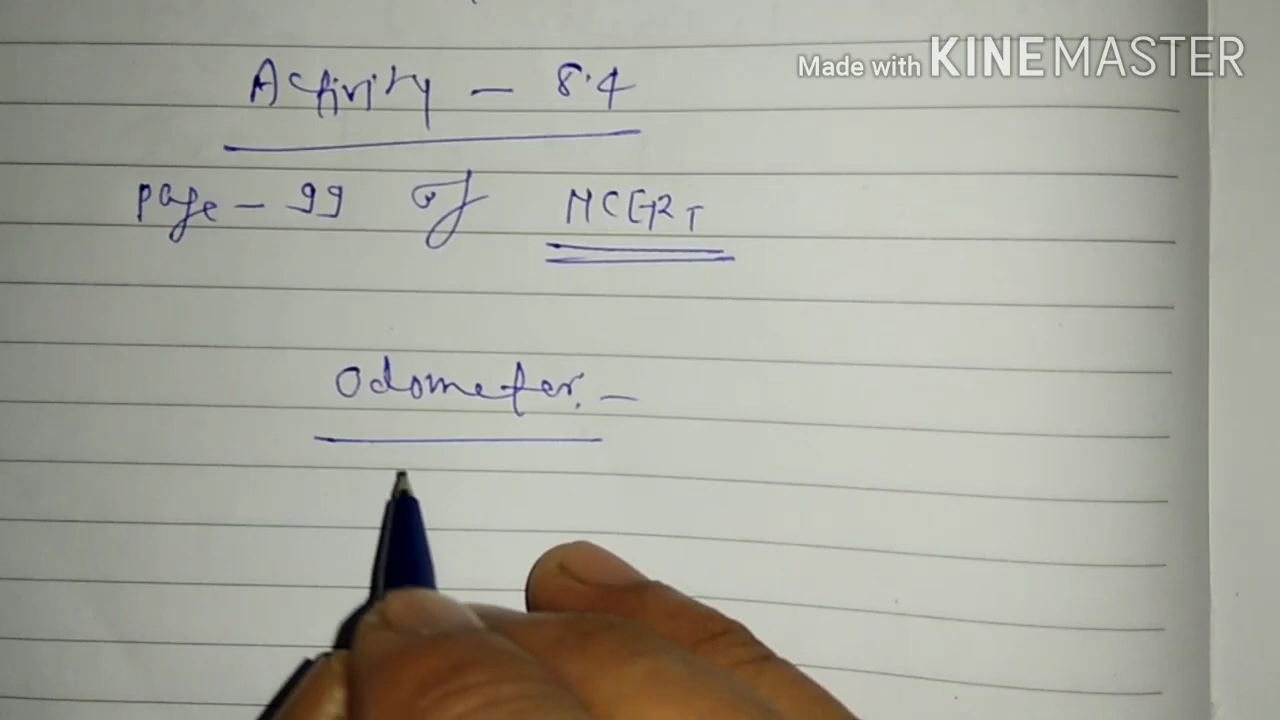 Made with KINEMASTER
Activity - 8.4
page - 99 of NCERT
Odometer. -